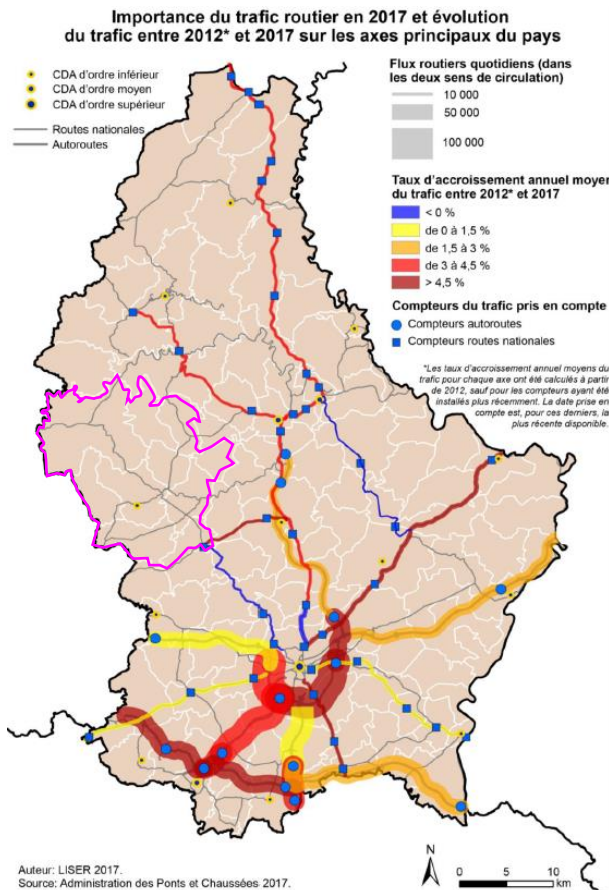 Importance du trafic routier en 2017 et évolution
du trafic entre 2012* et 2017 sur les axes principaux du pays
CDA d'ordre inférieur
CDA d'ordre moyen
CDA d'ordre supérieur
Routes nationales
Autoroutes
Flux routiers quotidiens (dans
les deux sens de circulation)
10 000
50 000
100 000
Taux d'accroissement annuel moyen
du trafic entre 2012* et 2017
< 0 %
de 0 à 1,5 %
de 1,5 à 3 %
de 3 à 4,5 %
> 4,5 %
Compteurs du trafic pris en compte
Compteurs autoroutes
Compteurs routes nationales
*Les taux d'accroissement annuel moyens du
trafic pour chaque axe ont été calculés à partir
de 2012, sauf pour les compteurs ayant été
installés plus récemment. La date prise en
compte est, pour ces derniers, la
plus récente disponible.
Auteur: LISER 2017.
Source: Administration des Ponts et Chaussées 2017.
N
0 5 10
km